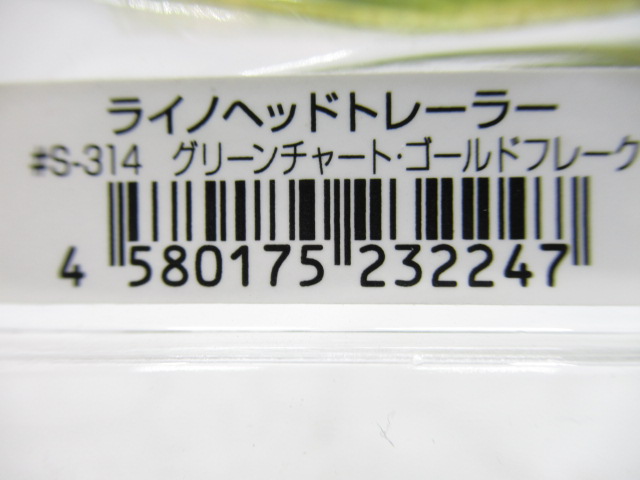 ライノヘッドトレーラー
#S-314 グリーンチャート・ゴールドフレーク
4 580175 232247